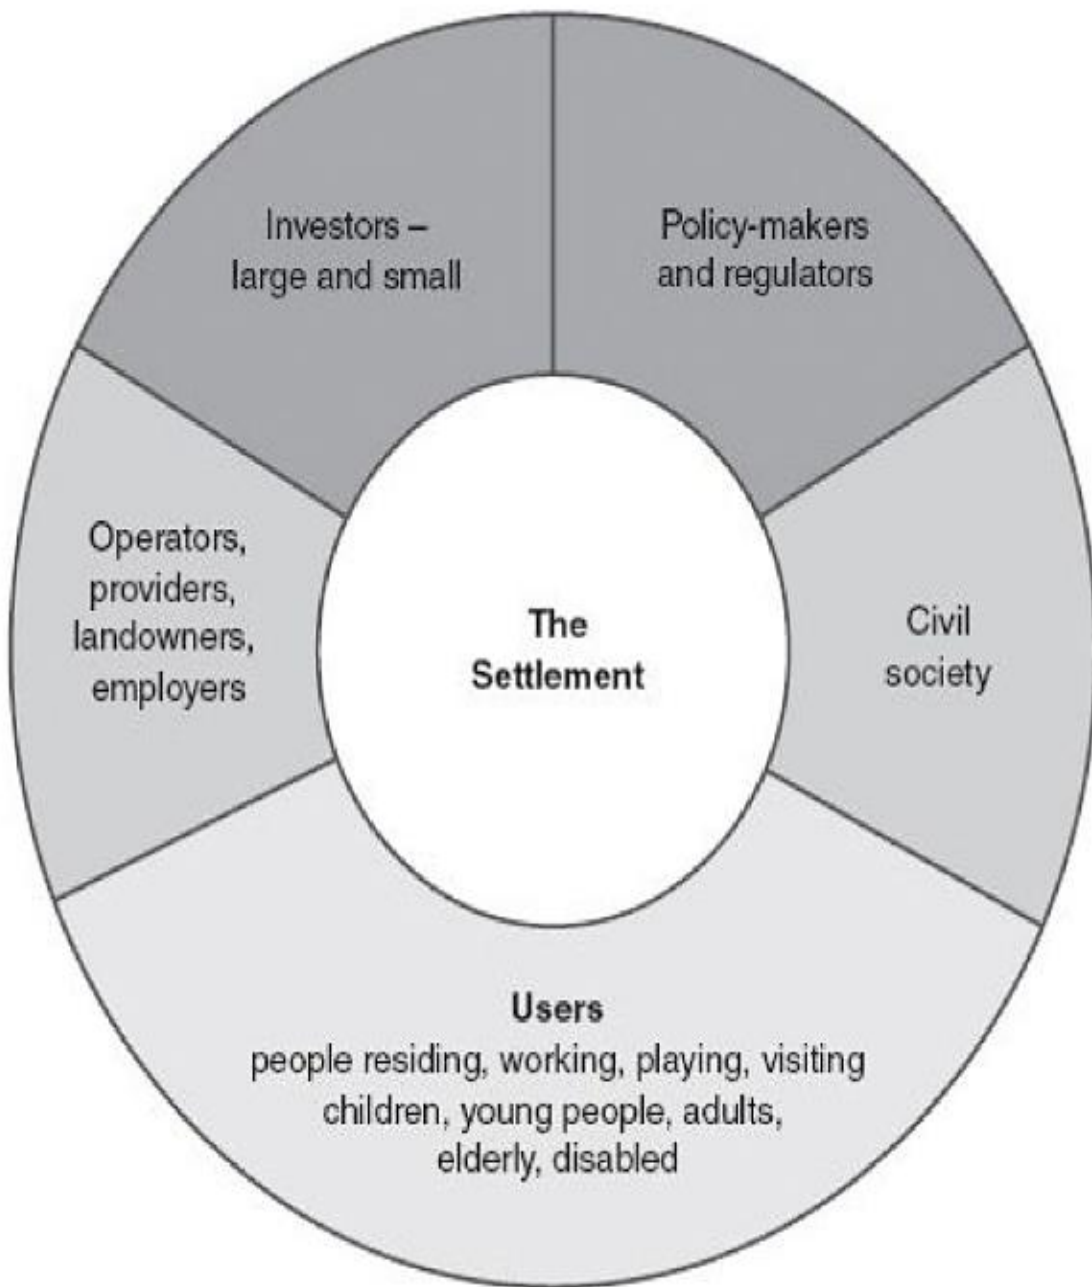 Investors –
large and small
Policy-makers
and regulators
Operators,
providers,
landowners,
employers
The
Settlement
Civil
society
Users
people residing, working, playing, visiting
children, young people, adults,
elderly, disabled